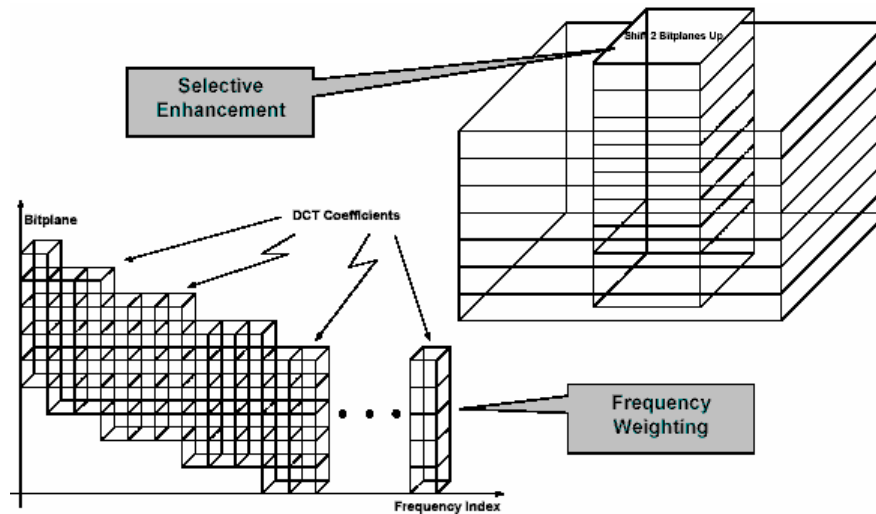 Shift 2 Bitplanes Up
Selective
Enhancement
Bitplane
DCT Coefficients
Frequency
Weighting
Frequency Index